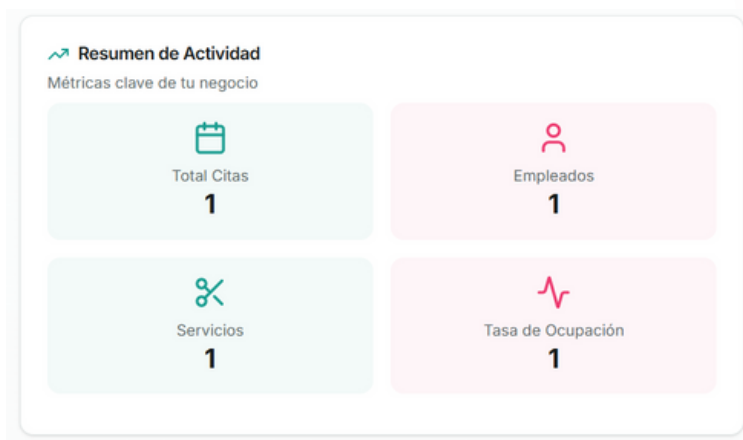 Resumen de Actividad
Métricas clave de tu negocio
Total Citas
1
Empleados
1
Servicios
1
Tasa de Ocupación
1